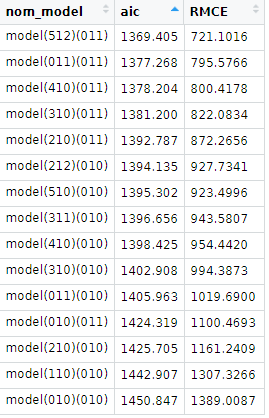 nom_model aic RMCE
model(512)(011) 1369.405 721.1016
model(011)(011) 1377.268 795.5766
model(410)(011) 1378.204 800.4178
model(310)(011) 1381.200 822.0834
model(210)(011) 1392.787 872.2656
model(212)(010) 1394.135 927.7341
model(510)(010) 1395.302 923.4996
model(311)(010) 1396.656 943.5807
model(410)(010) 1398.425 954.4420
model(310)(010) 1402.908 994.3873
model(011)(010) 1405.963 1019.6900
model(010)(011) 1424.319 1100.4693
model(210)(010) 1425.705 1161.2409
model(110)(010) 1442.907 1307.3266
model(010)(010) 1450.847 1389.0087